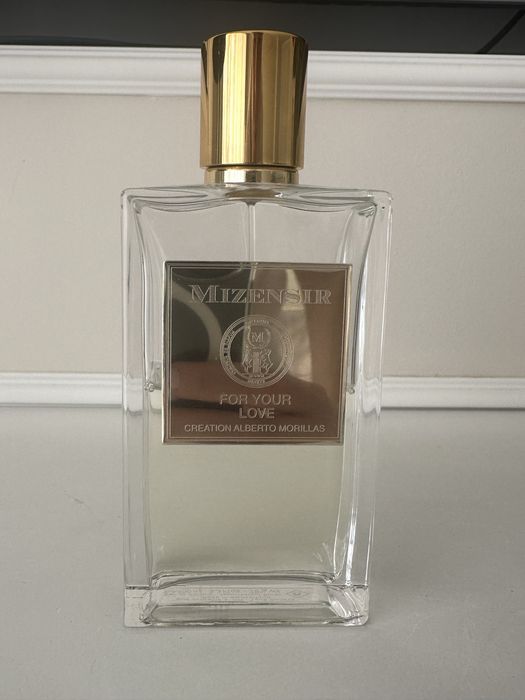 MIZENSIR
M
FOR YOUR
LOVE
CREATION ALBERTO MORILLAS